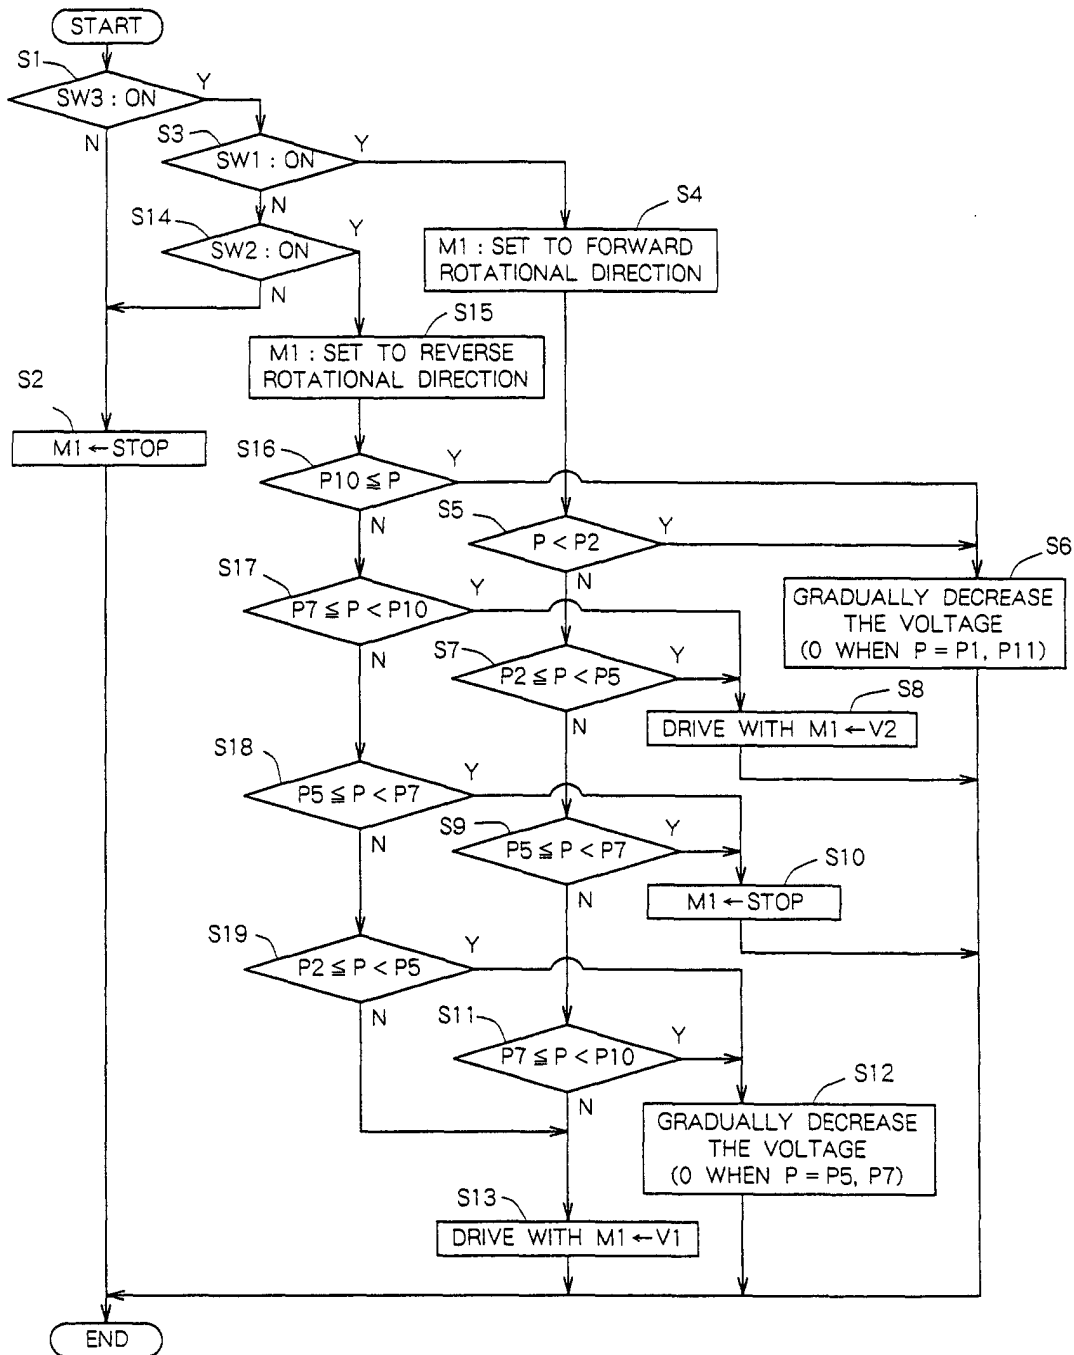 START
S1
SW3 : ON
Y
N
S3
SW1 : ON
Y
N
S14
SW2 : ON
Y
N
S4
M1 : SET TO FORWARD
ROTATIONAL DIRECTION
S15
M1 : SET TO REVERSE
ROTATIONAL DIRECTION
S2
M1 ← STOP
S16
P10 ≦ P
Y
N
S5
P < P2
Y
N
S6
GRADUALLY DECREASE
THE VOLTAGE
(0 WHEN P = P1, P11)
S17
P7 ≦ P < P10
Y
N
S7
P2 ≦ P < P5
Y
N
S8
DRIVE WITH M1 ← V2
S18
P5 ≦ P < P7
Y
N
S9
P5 ≦ P < P7
Y
N
S10
M1 ← STOP
S19
P2 ≦ P < P5
Y
N
S11
P7 ≦ P < P10
Y
N
S12
GRADUALLY DECREASE
THE VOLTAGE
(0 WHEN P = P5, P7)
S13
DRIVE WITH M1 ← V1
END